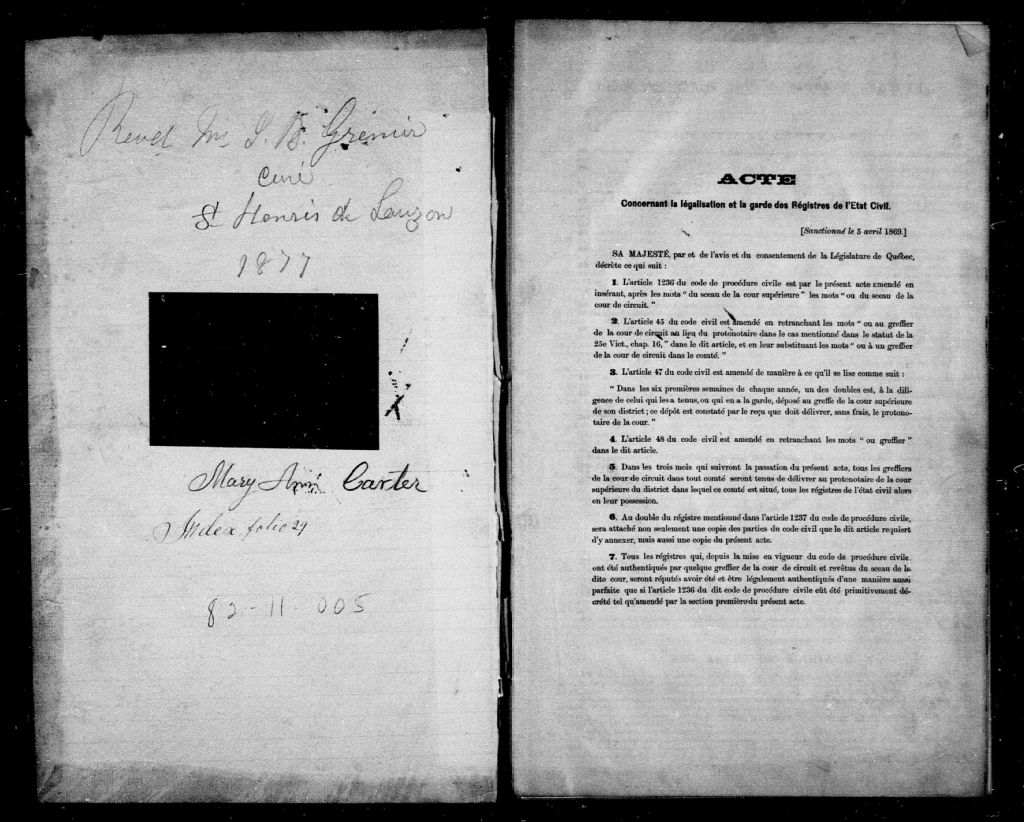 Revd Mr J. B. Grenier
Curé
St Henris de Lauzon
1877
Mary Ann Carter
Index folio 29
82-11 005
ACTE
Concernant la légalisation et la garde des Régistres de l'Etat Civil.
[Sanctionné le 5 avril 1869.]
SA MAJESTÉ, par et de l'avis et du consentement de la Législature de Québec,
décrète ce qui suit :
1. L'article 1236 du code de procédure civile est par le présent acte amendé en
insérant, après les mots “ du sceau de la cour supérieure ” les mots “ ou du sceau de la
cour de circuit. ”
2. L'article 45 du code civil est amendé en retranchant les mots “ ou au greffier
de la cour de circuit au lieu du protonotaire dans le cas mentionné dans le statut de la
25e Vict., chap. 16, ” dans le dit article, et en leur substituant les mots “ ou à un greffier
de la cour de circuit dans le comté. ”
3. L'article 47 du code civil est amendé de manière à ce qu'il se lise comme suit :
“ Dans les six premières semaines de chaque année, un des doubles est, à la dili-
gence de celui qui les a tenus, ou qui en a la garde, déposé au greffe de la cour supérieure
de son district ; ce dépôt est constaté par le reçu que doit délivrer, sans frais, le protono-
taire de la cour. ”
4. L'article 48 du code civil est amendé en retranchant les mots “ ou greffier ”
dans le dit article.
5. Dans les trois mois qui suivront la passation du présent acte, tous les greffiers
de la cour de circuit dans tout comté seront tenus de délivrer au protonotaire de la cour
supérieure du district dans lequel ce comté est situé, tous les régistres de l'état civil alors
en leur possession.
6. Au double du régistre mentionné dans l'article 1237 du code de procédure civile,
sera attaché non seulement une copie des parties du code civil que le dit article requiert
d'y annexer, mais aussi une copie du présent acte.
7. Tous les régistres qui, depuis la mise en vigueur du code de procédure civile
ont été authentiqués par quelque greffier de la cour de circuit et revêtus du sceau de la
dite cour, seront réputés avoir été et être légalement authentiqués d'une manière aussi
parfaite que si l'article 1236 du dit code de procédure civile eût été primitivement dé-
crété tel qu'amendé par la section première du présent acte.